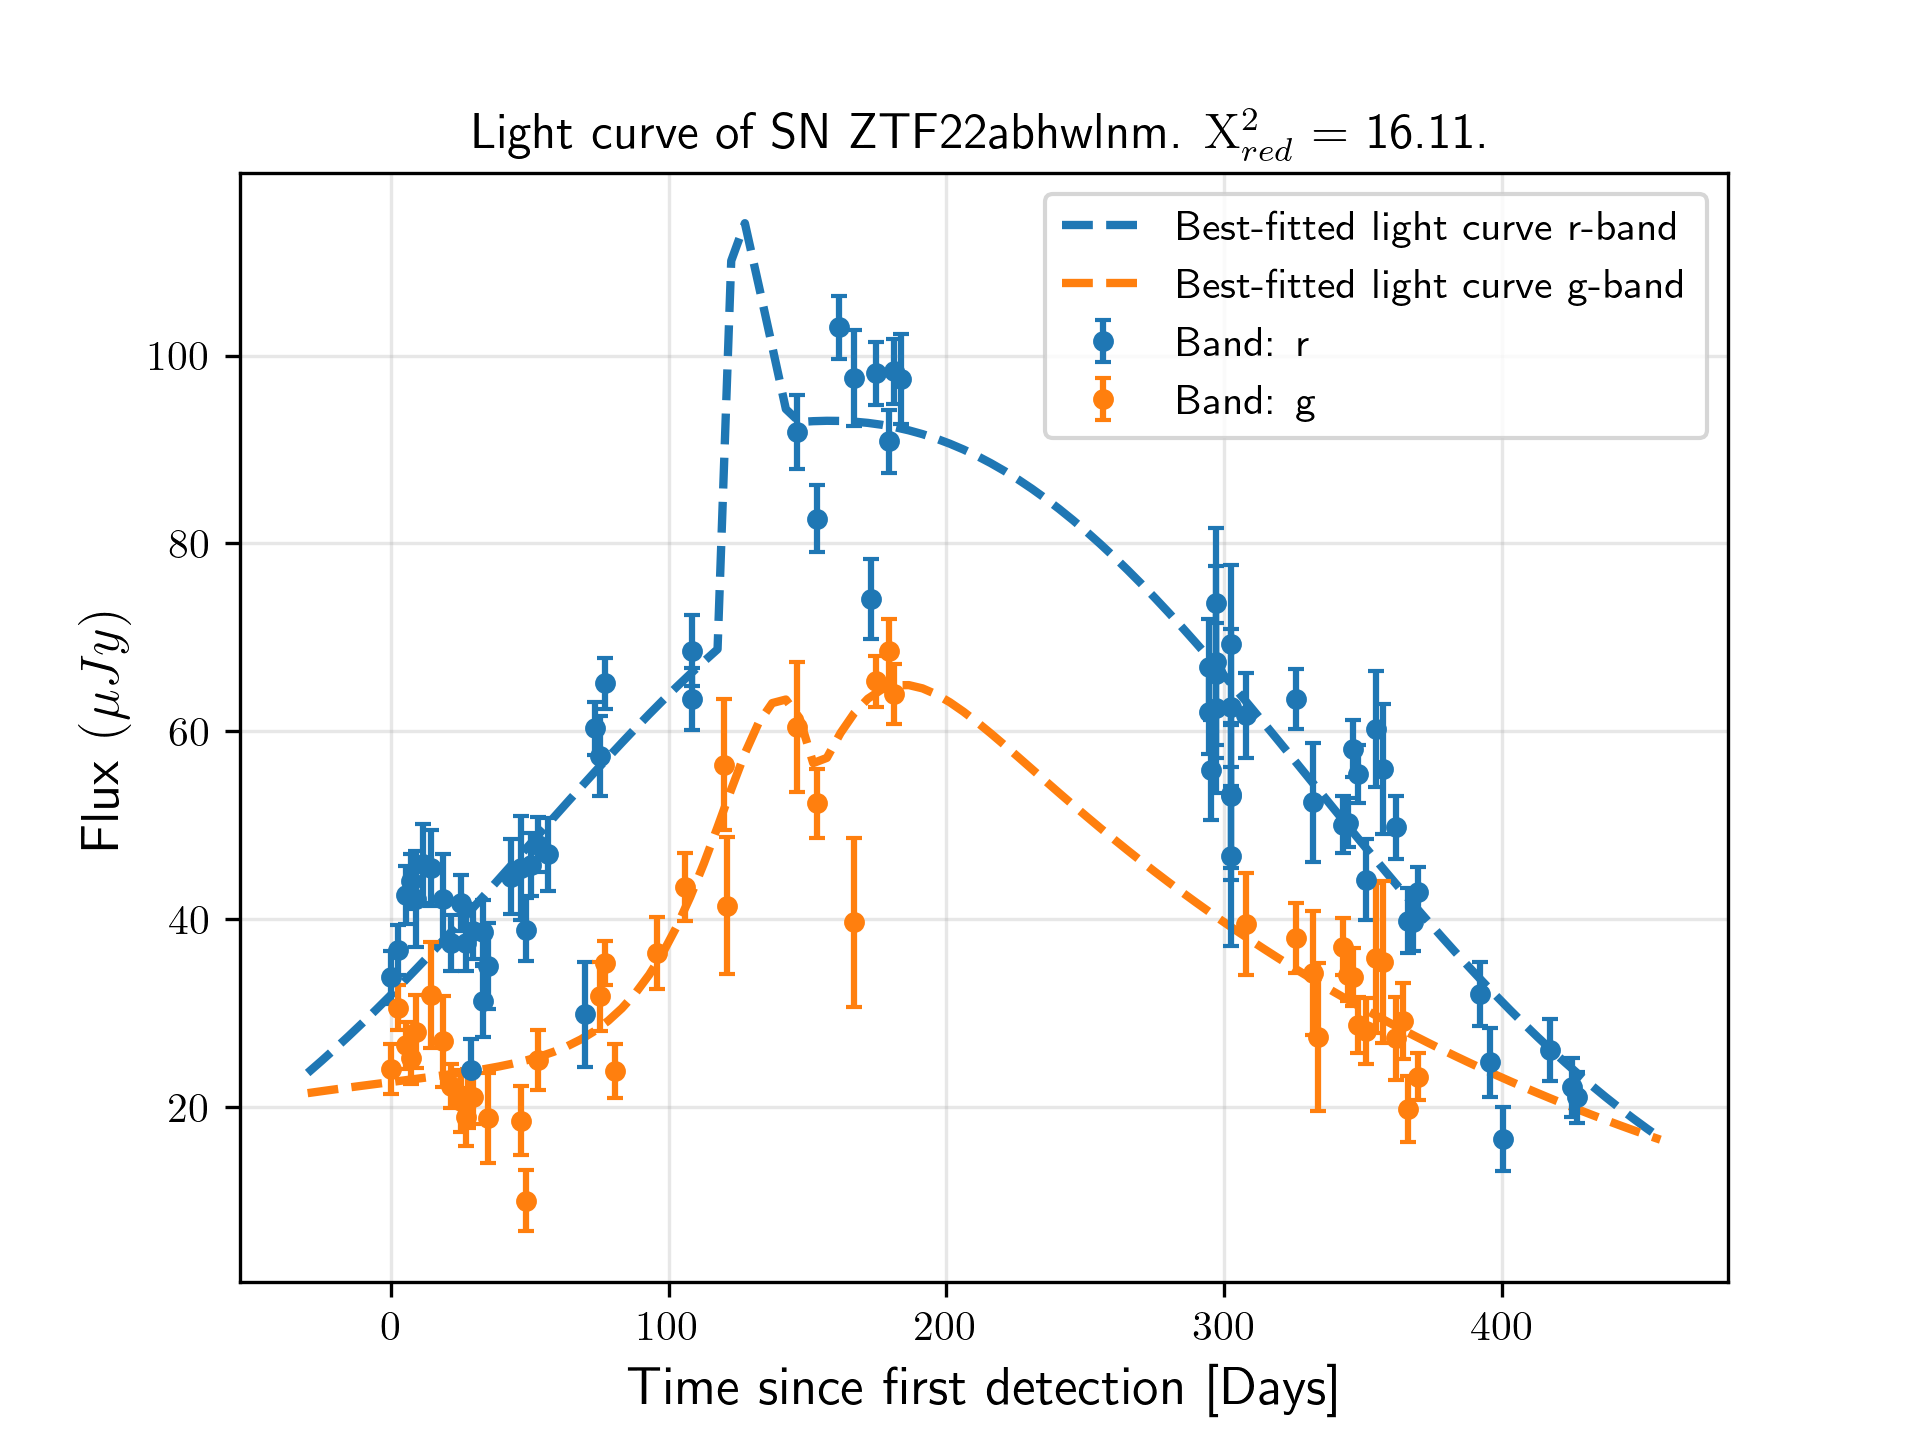 Light curve of SN ZTF22abhwlnm. X²_red = 16.11.
Best-fitted light curve r-band
Best-fitted light curve g-band
Band: r
Band: g
100
80
60
40
20
Flux (μJy)
0 100 200 300 400
Time since first detection [Days]